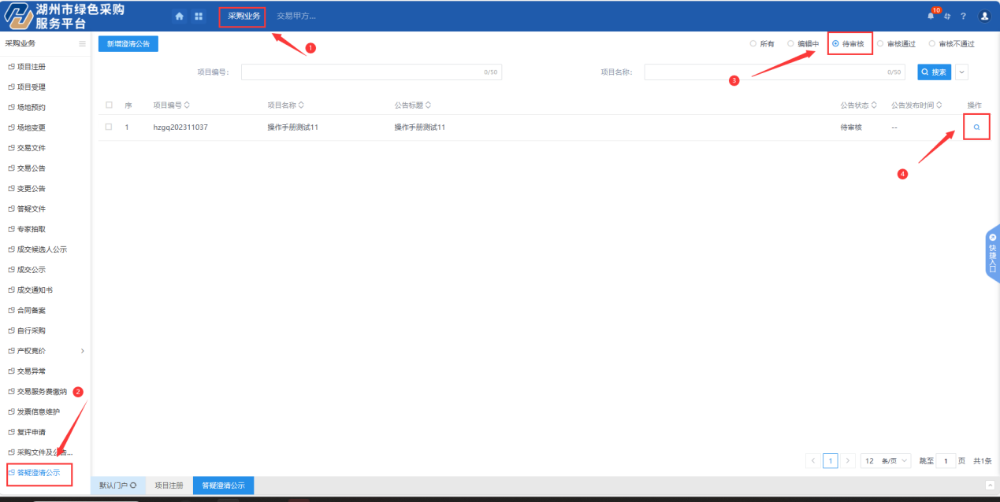 湖州市绿色采购
服务平台
采购业务
交易甲方...
10
?
1
采购业务
新增澄清公告
所有
编辑中
待审核
审核通过
审核不通过
项目编号：
0/50
项目名称：
0/50
搜索
3
序
项目编号
项目名称
公告标题
公告状态
公告发布时间
操作
1
hzgq202311037
操作手册测试11
操作手册测试11
待审核
--
4
项目注册
项目受理
场地预约
场地变更
交易文件
交易公告
变更公告
答疑文件
专家抽取
成交候选人公示
成交公示
成交通知书
合同备案
自行采购
产权竞价
交易异常
交易服务费缴纳
2
发票信息维护
复评申请
采购文件及公告...
答疑澄清公示
快捷入口
1
12 条/页
跳至 1 页 共1条
默认门户
项目注册
答疑澄清公示